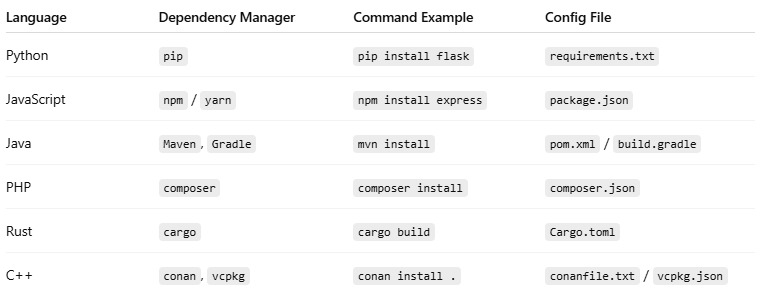 Language Dependency Manager Command Example Config File
Python pip pip install flask requirements.txt
JavaScript npm / yarn npm install express package.json
Java Maven, Gradle mvn install pom.xml / build.gradle
PHP composer composer install composer.json
Rust cargo cargo build Cargo.toml
C++ conan, vcpkg conan install . conanfile.txt / vcpkg.json